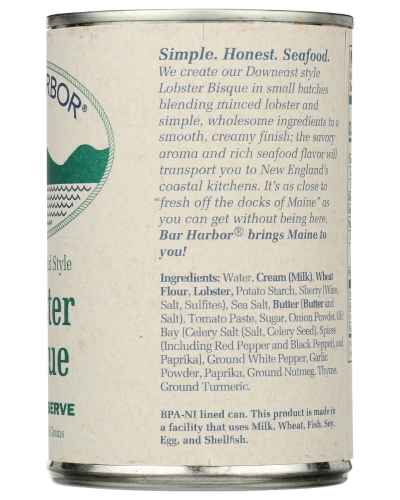 Simple. Honest. Seafood.
We create our Downeast style
Lobster Bisque in small batches
blending minced lobster and
simple, wholesome ingredients to a
smooth, creamy finish; the savory
aroma and rich seafood flavor will
transport you to New England's
coastal kitchens. It's as close to
"fresh off the docks of Maine" as
you can get without being here.
Bar Harbor® brings Maine to
you!
Ingredients: Water, Cream (Milk), Wheat
Flour, Lobster, Potato Starch, Sherry (Wine,
Salt, Sulfites), Sea Salt, Butter (Butter and
Salt), Tomato Paste, Sugar, Onion Powder, Old
Bay [Celery Salt (Salt, Celery Seed), Spices
(Including Red Pepper and Black Pepper), and
Paprika], Ground White Pepper, Garlic
Powder, Paprika, Ground Nutmeg, Thyme,
Ground Turmeric.
BPA-NI lined can. This product is made in
a facility that uses Milk, Wheat, Fish, Soy,
Egg, and Shellfish.
RBOR®
d Style
ter
ue
SERVE
Grams